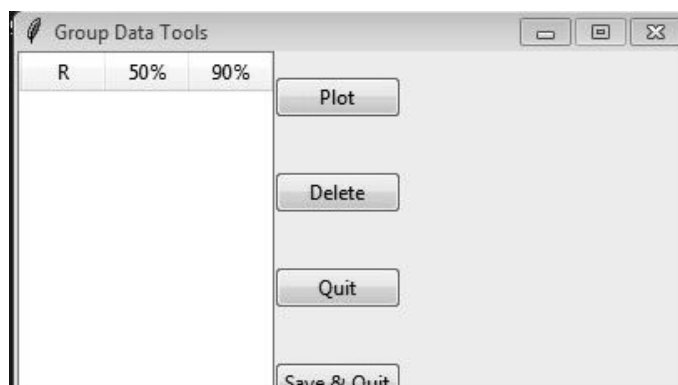 Group Data Tools
R 50% 90%
Plot
Delete
Quit
Save & Quit